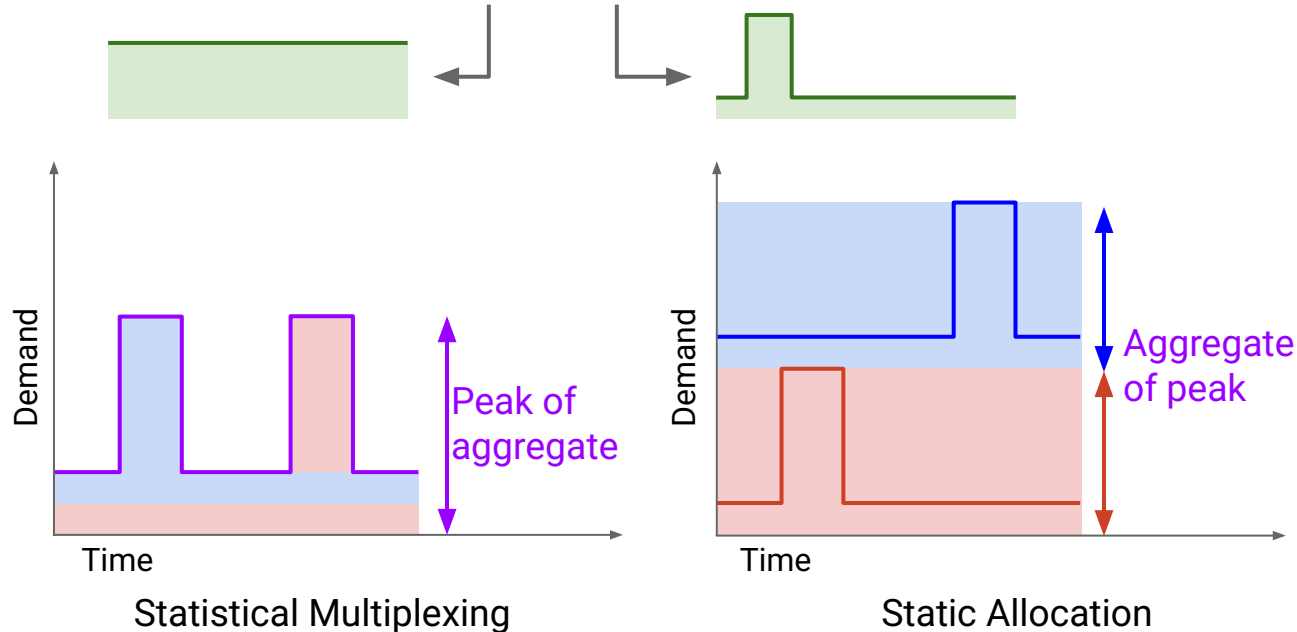 Demand
Peak of
aggregate
Time
Statistical Multiplexing
Demand
Aggregate
of peak
Time
Static Allocation